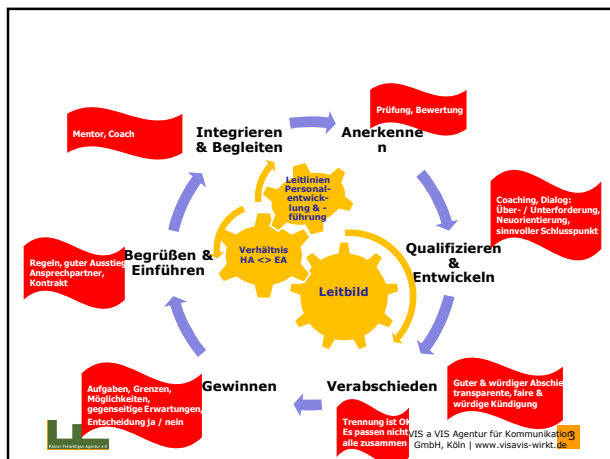 Mentor, Coach
Integrieren
& Begleiten
Anerkenne
n
Prüfung, Bewertung
Leitlinien
Personal-
entwick-
lung & -
führung
Coaching, Dialog:
Über- / Unterforderung,
Neuorientierung,
sinnvoller Schlusspunkt
Qualifizieren
&
Entwickeln
Verhältnis
HA <> EA
Leitbild
Begrüßen &
Einführen
Regeln, guter Ausstieg
Ansprechpartner,
Kontrakt
Gewinnen
Aufgaben, Grenzen,
Möglichkeiten,
gegenseitige Erwartungen,
Entscheidung ja / nein
Verabschieden
Guter & würdiger Abschie
transparente, faire &
würdige Kündigung
Trennung ist OK
Es passen nicht
alle zusammen
VIS a VIS Agentur für Kommunikation
GmbH, Köln | www.visavis-wirkt.de
3
Kölner Freiwilligen Agentur e.V.